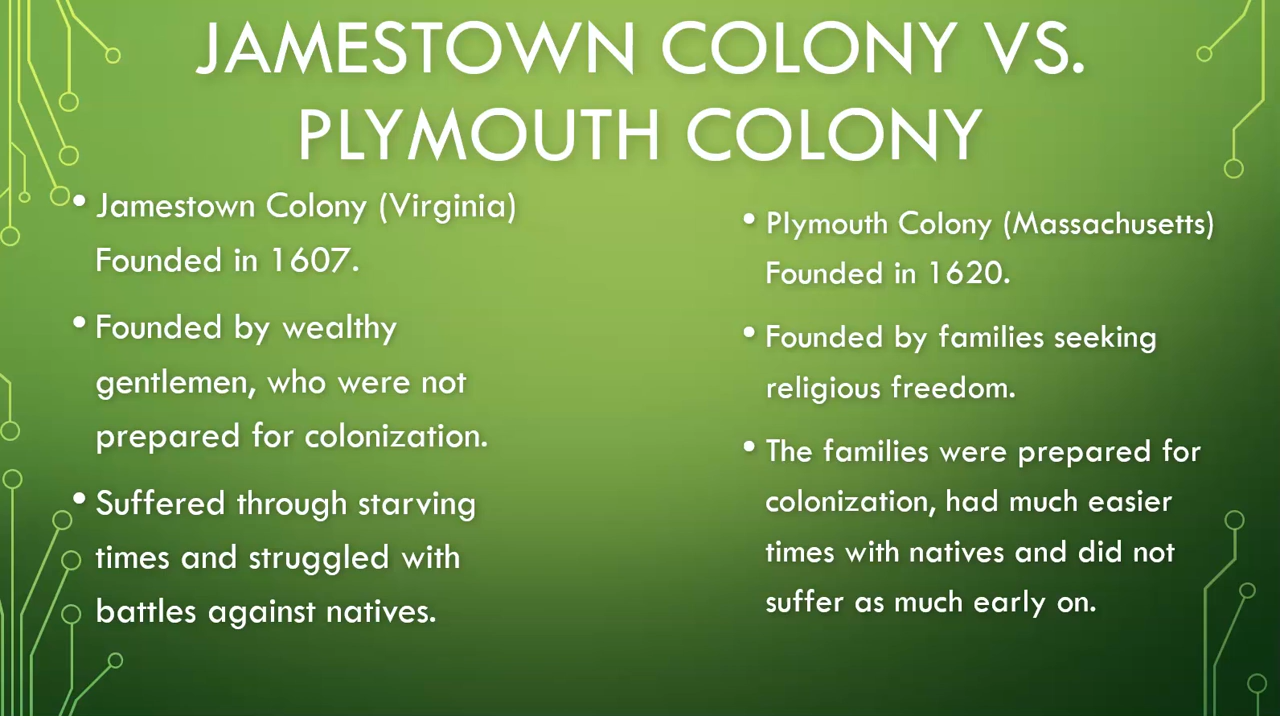 JAMESTOWN COLONY VS.
PLYMOUTH COLONY
• Jamestown Colony (Virginia)
Founded in 1607.
• Founded by wealthy
gentlemen, who were not
prepared for colonization.
• Suffered through starving
times and struggled with
battles against natives.
• Plymouth Colony (Massachusetts)
Founded in 1620.
• Founded by families seeking
religious freedom.
• The families were prepared for
colonization, had much easier
times with natives and did not
suffer as much early on.